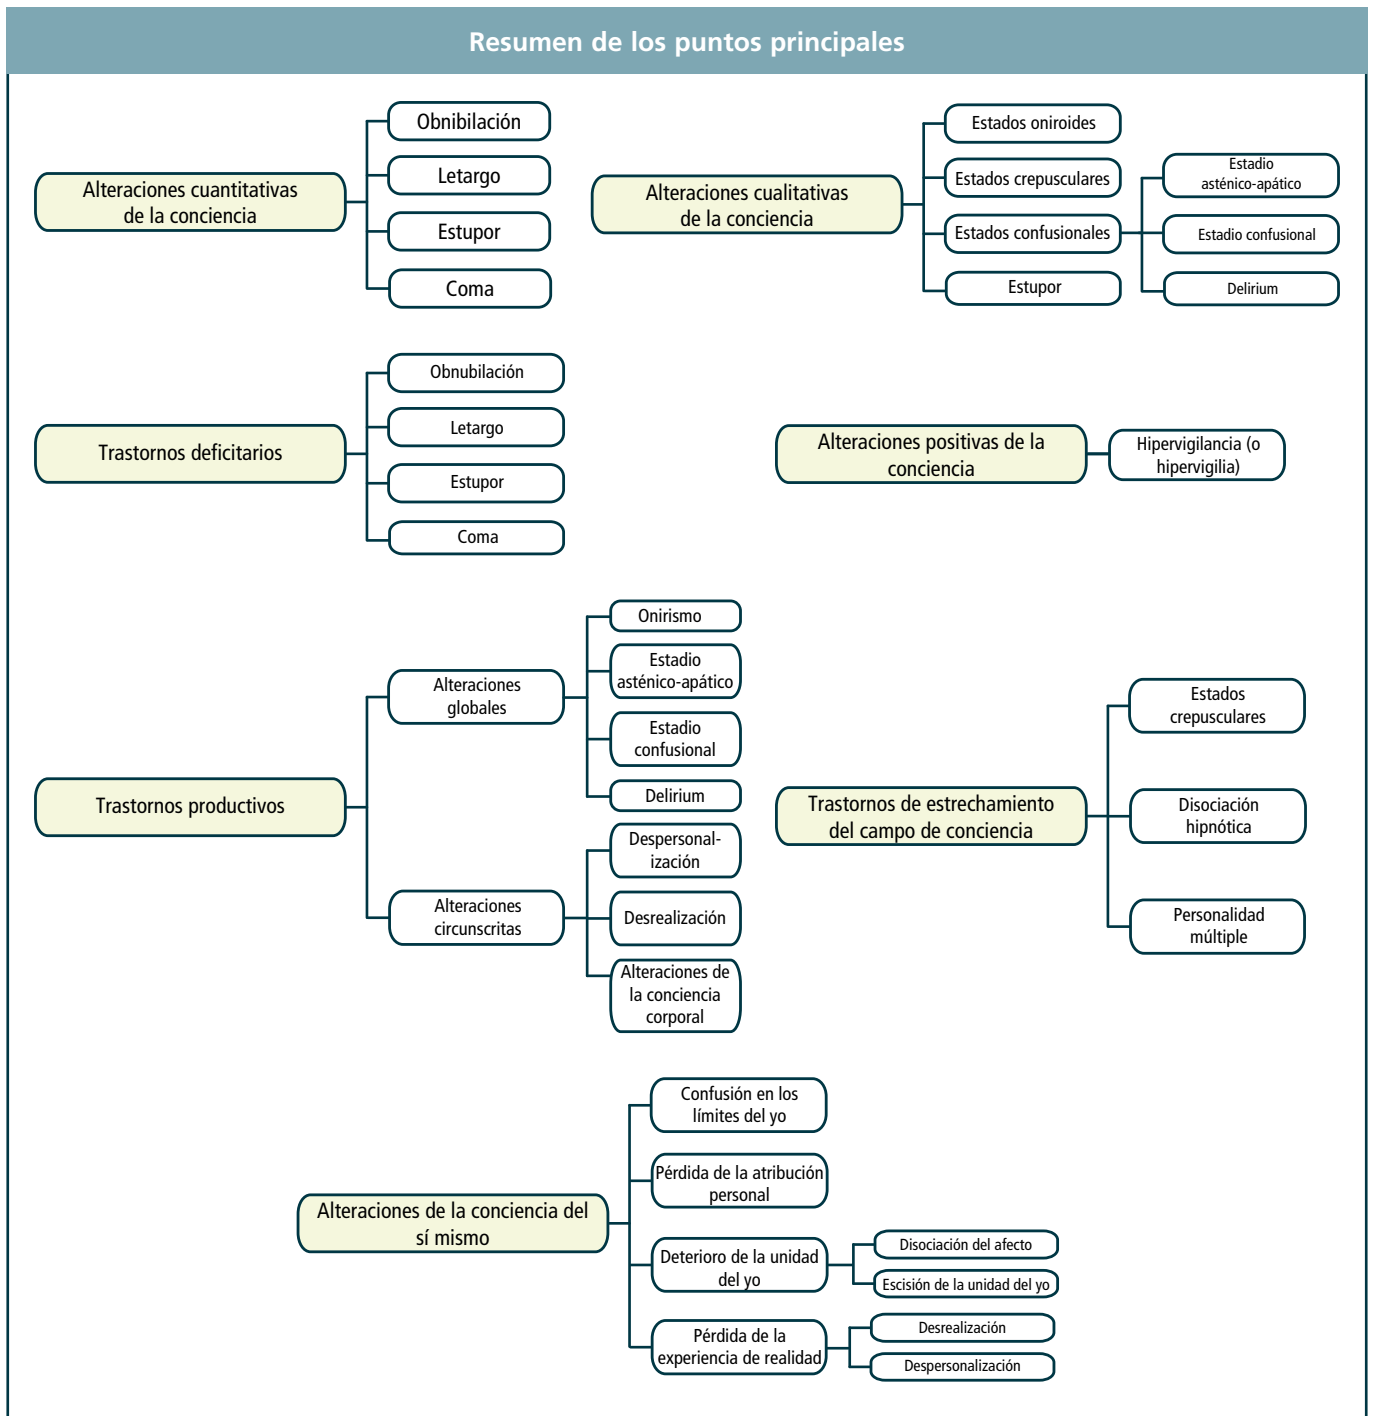 Resumen de los puntos principales
Alteraciones cuantitativas
de la conciencia
Obnibilación
Letargo
Estupor
Coma
Alteraciones cualitativas
de la conciencia
Estados oniroides
Estados crepusculares
Estados confusionales
Estupor
Estadio
asténico-apático
Estadio confusional
Delirium
Trastornos deficitarios
Obnubilación
Letargo
Estupor
Coma
Alteraciones positivas de la
conciencia
Hipervigilancia (o
hipervigilia)
Trastornos productivos
Alteraciones
globales
Onirismo
Estadio
asténico-apático
Estadio
confusional
Delirium
Alteraciones
circunscritas
Despersonal-
ización
Desrealización
Alteraciones de
la conciencia
corporal
Trastornos de estrechamiento
del campo de conciencia
Estados
crepusculares
Disociación
hipnótica
Personalidad
múltiple
Alteraciones de la conciencia del
sí mismo
Confusión en los
límites del yo
Pérdida de la atribución
personal
Deterioro de la unidad
del yo
Disociación del afecto
Escisión de la unidad del yo
Pérdida de la
experiencia de realidad
Desrealización
Despersonalización